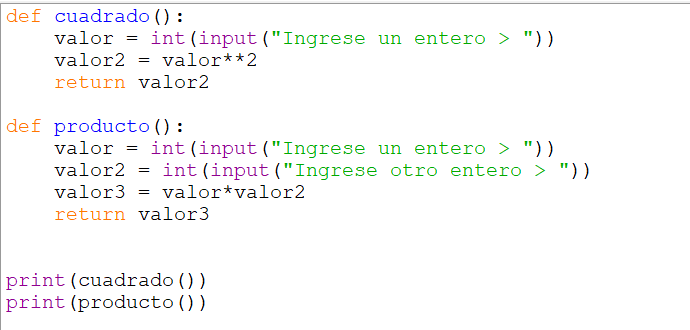 def cuadrado():
    valor = int(input("Ingrese un entero > "))
    valor2 = valor**2
    return valor2

def producto():
    valor = int(input("Ingrese un entero > "))
    valor2 = int(input("Ingrese otro entero > "))
    valor3 = valor*valor2
    return valor3


print(cuadrado())
print(producto())